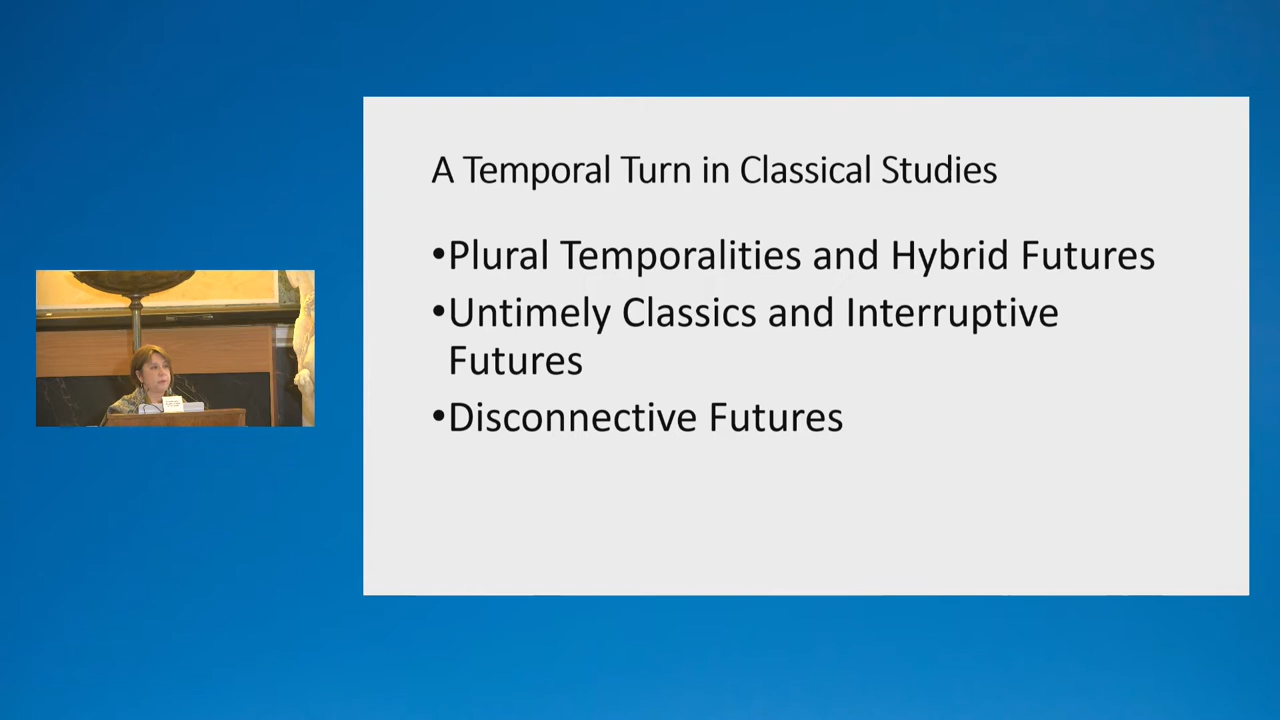 A Temporal Turn in Classical Studies
•Plural Temporalities and Hybrid Futures
•Untimely Classics and Interruptive
Futures
•Disconnective Futures